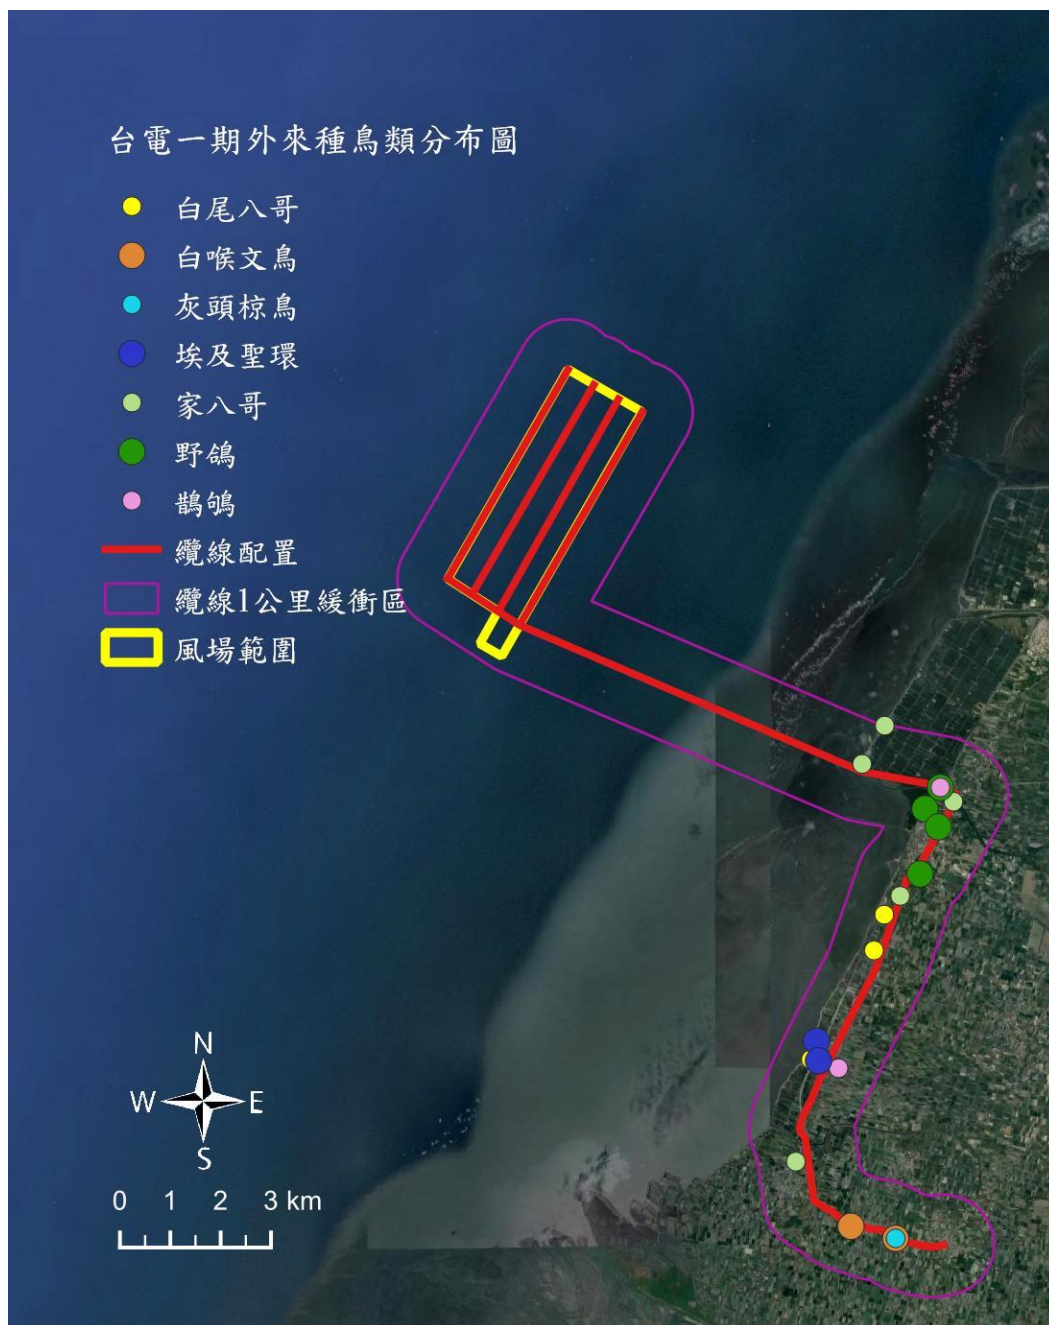 台電一期外來種鳥類分布圖
白尾八哥
白喉文鳥
灰頭椋鳥
埃及聖環
家八哥
野鴿
鵲鴝
纜線配置
纜線1公里緩衝區
風場範圍
N
W E
S
0 1 2 3 km